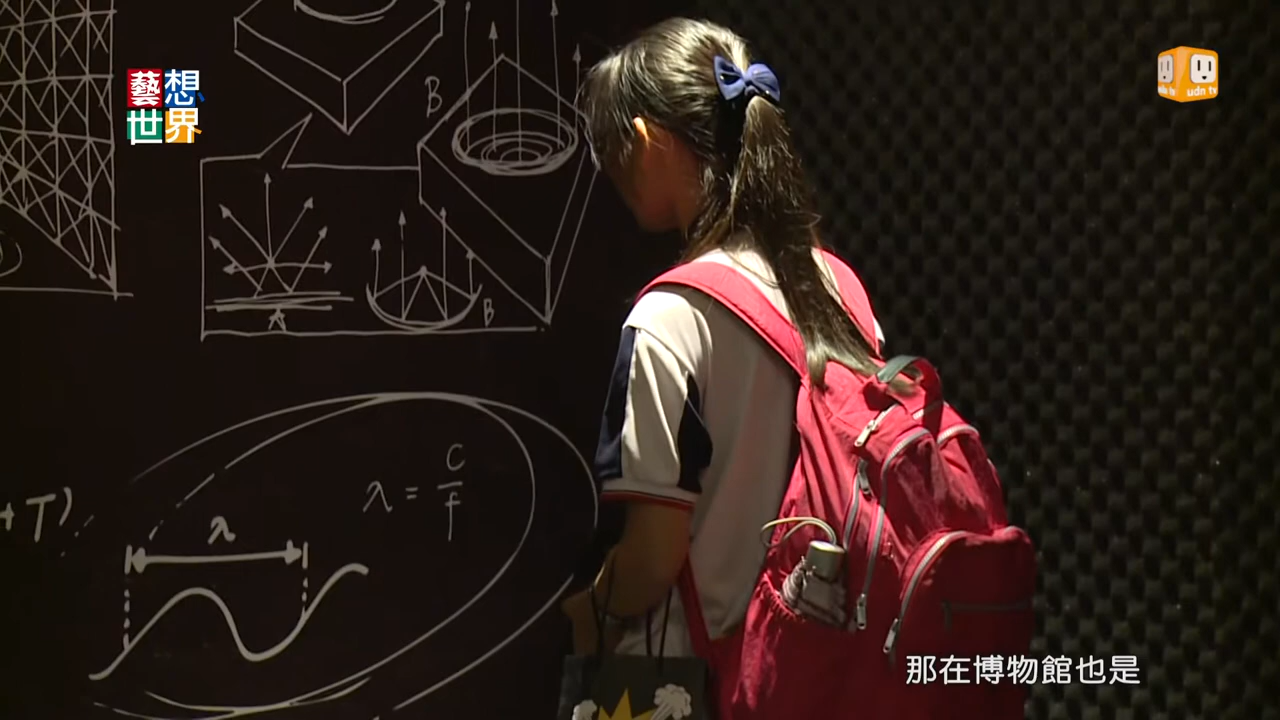 藝想
世界
udn tv
B
A
B
λ = c/f
+T)
λ
那在博物館也是